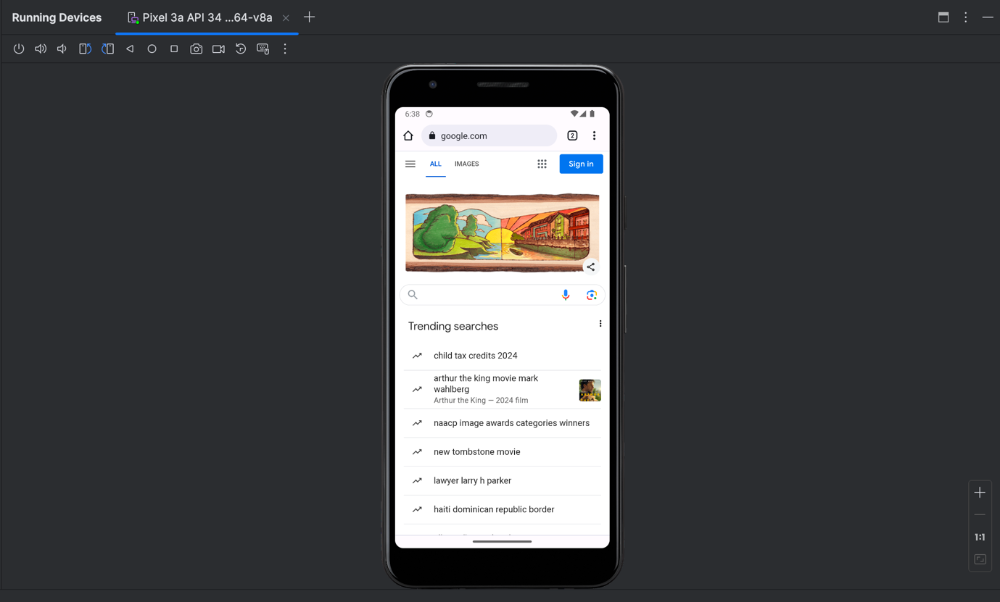 Running Devices
Pixel 3a API 34 ...64-v8a
6:38
google.com
2
ALL
IMAGES
Sign in
Trending searches
child tax credits 2024
arthur the king movie mark
wahlberg
Arthur the King — 2024 film
naacp image awards categories winners
new tombstone movie
lawyer larry h parker
haiti dominican republic border
1:1